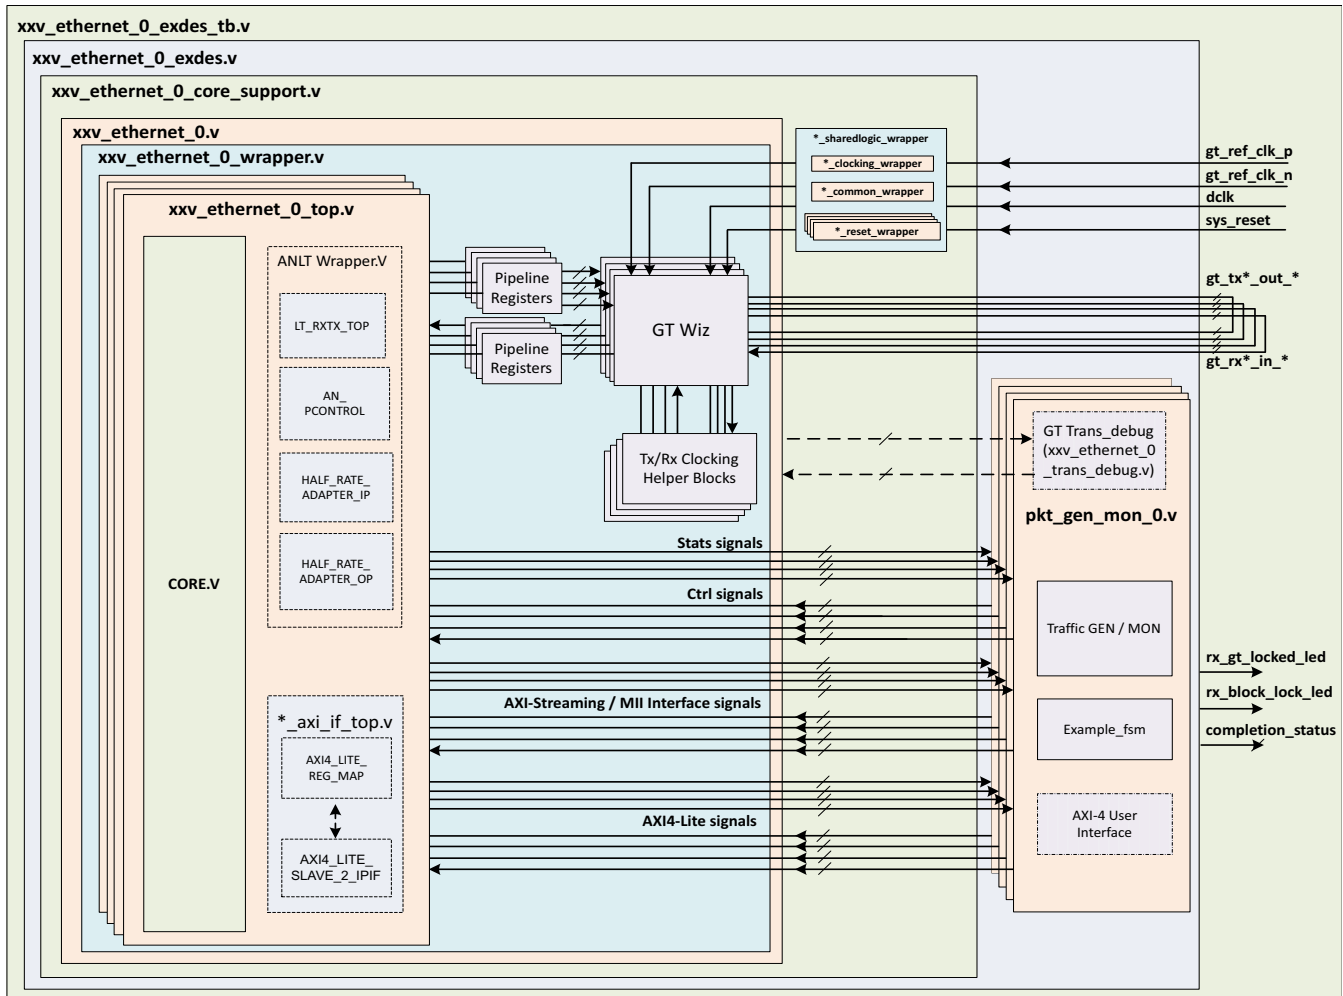 xxv_ethernet_0_exdes_tb.v
xxv_ethernet_0_exdes.v
xxv_ethernet_0_core_support.v
xxv_ethernet_0.v
xxv_ethernet_0_wrapper.v
xxv_ethernet_0_top.v
CORE.V
ANLT Wrapper.V
LT_RXTX_TOP
AN_
PCONTROL
HALF_RATE_
ADAPTER_IP
HALF_RATE_
ADAPTER_OP
*_axi_if_top.v
AXI4_LITE_
REG_MAP
AXI4_LITE_
SLAVE_2_IPIF
Pipeline
Registers
Pipeline
Registers
GT Wiz
Tx/Rx Clocking
Helper Blocks
*_sharedlogic_wrapper
*_clocking_wrapper
*_common_wrapper
*_reset_wrapper
gt_ref_clk_p
gt_ref_clk_n
dclk
sys_reset
gt_tx*_out_*
gt_rx*_in_*
Stats signals
Ctrl signals
AXI-Streaming / MII Interface signals
AXI4-Lite signals
GT Trans_debug
(xxv_ethernet_0
_trans_debug.v)
pkt_gen_mon_0.v
Traffic GEN / MON
Example_fsm
AXI-4 User
Interface
rx_gt_locked_led
rx_block_lock_led
completion_status